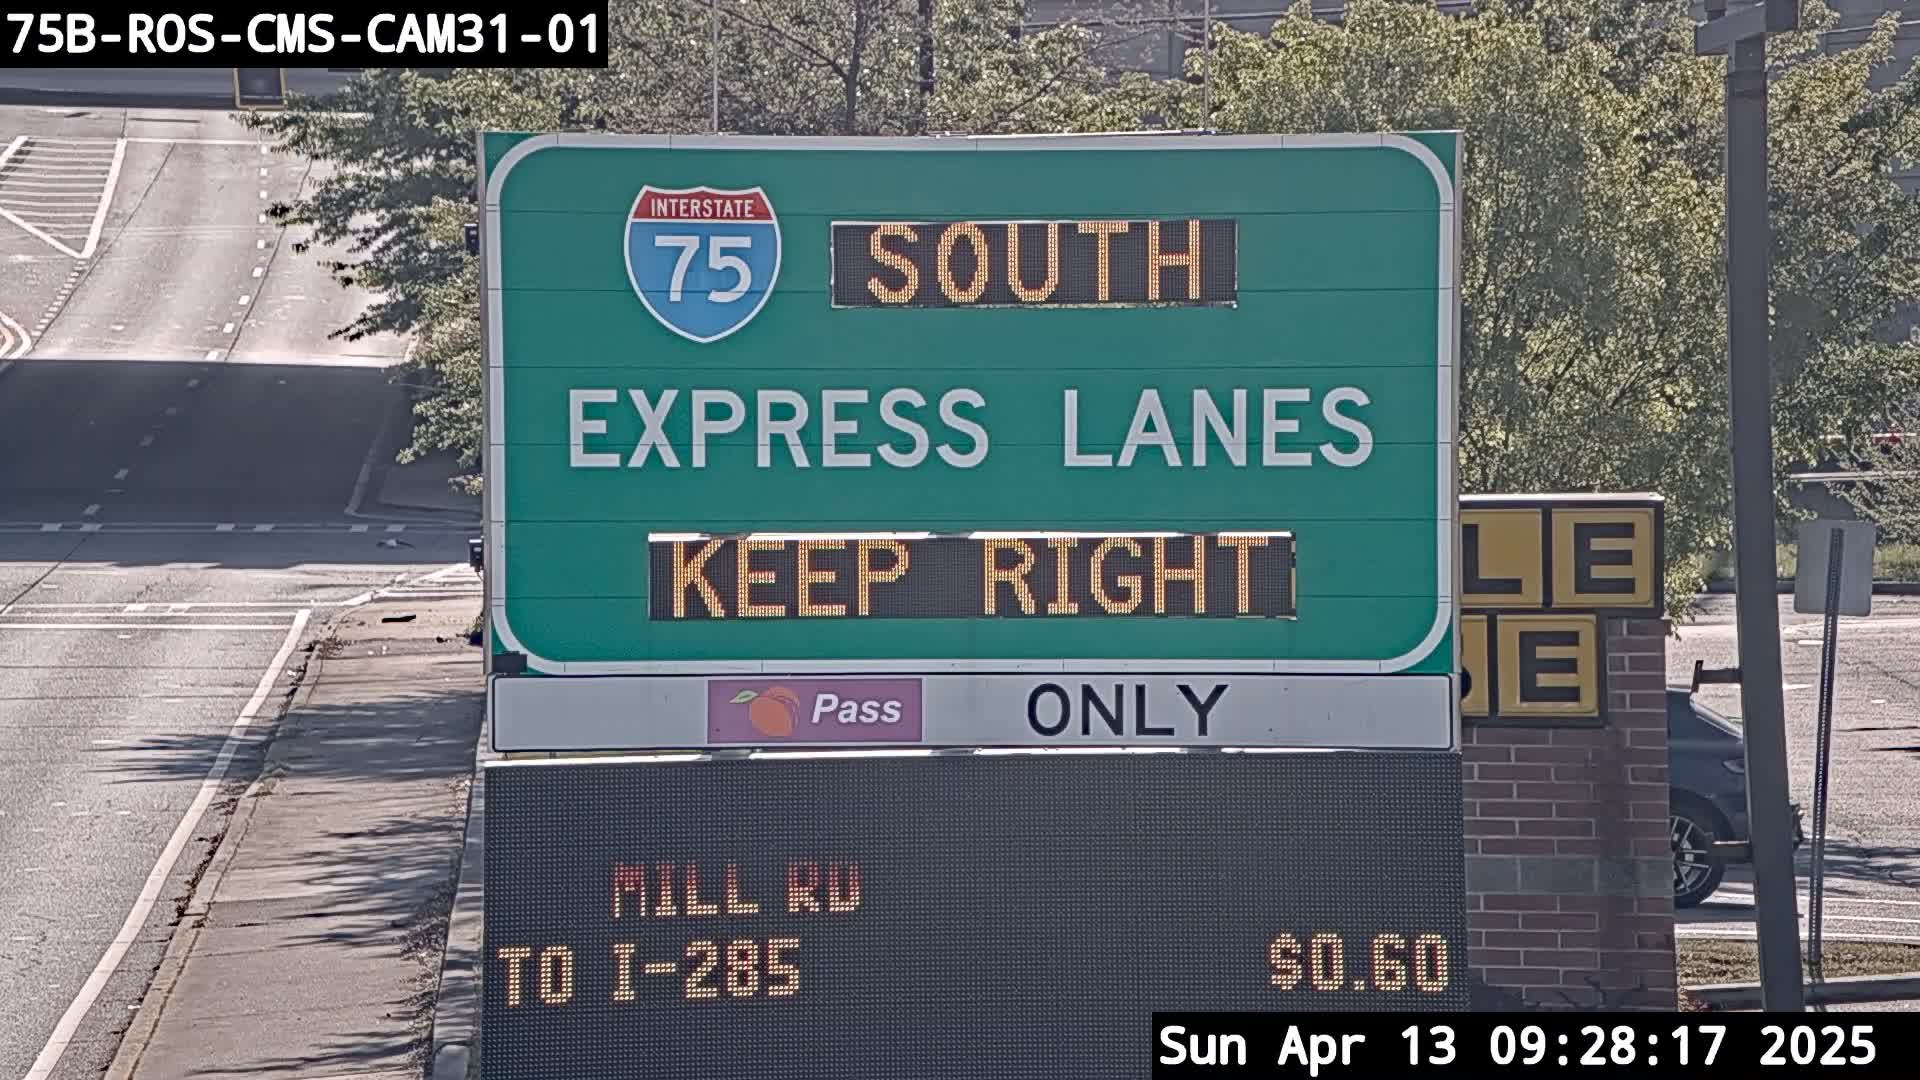 75B-ROS-CMS-CAM31-01
INTERSTATE
75
SOUTH
EXPRESS LANES
KEEP RIGHT
LE
E
Pass ONLY
MILL RD
TO I-285 $0.60
Sun Apr 13 09:28:17 2025